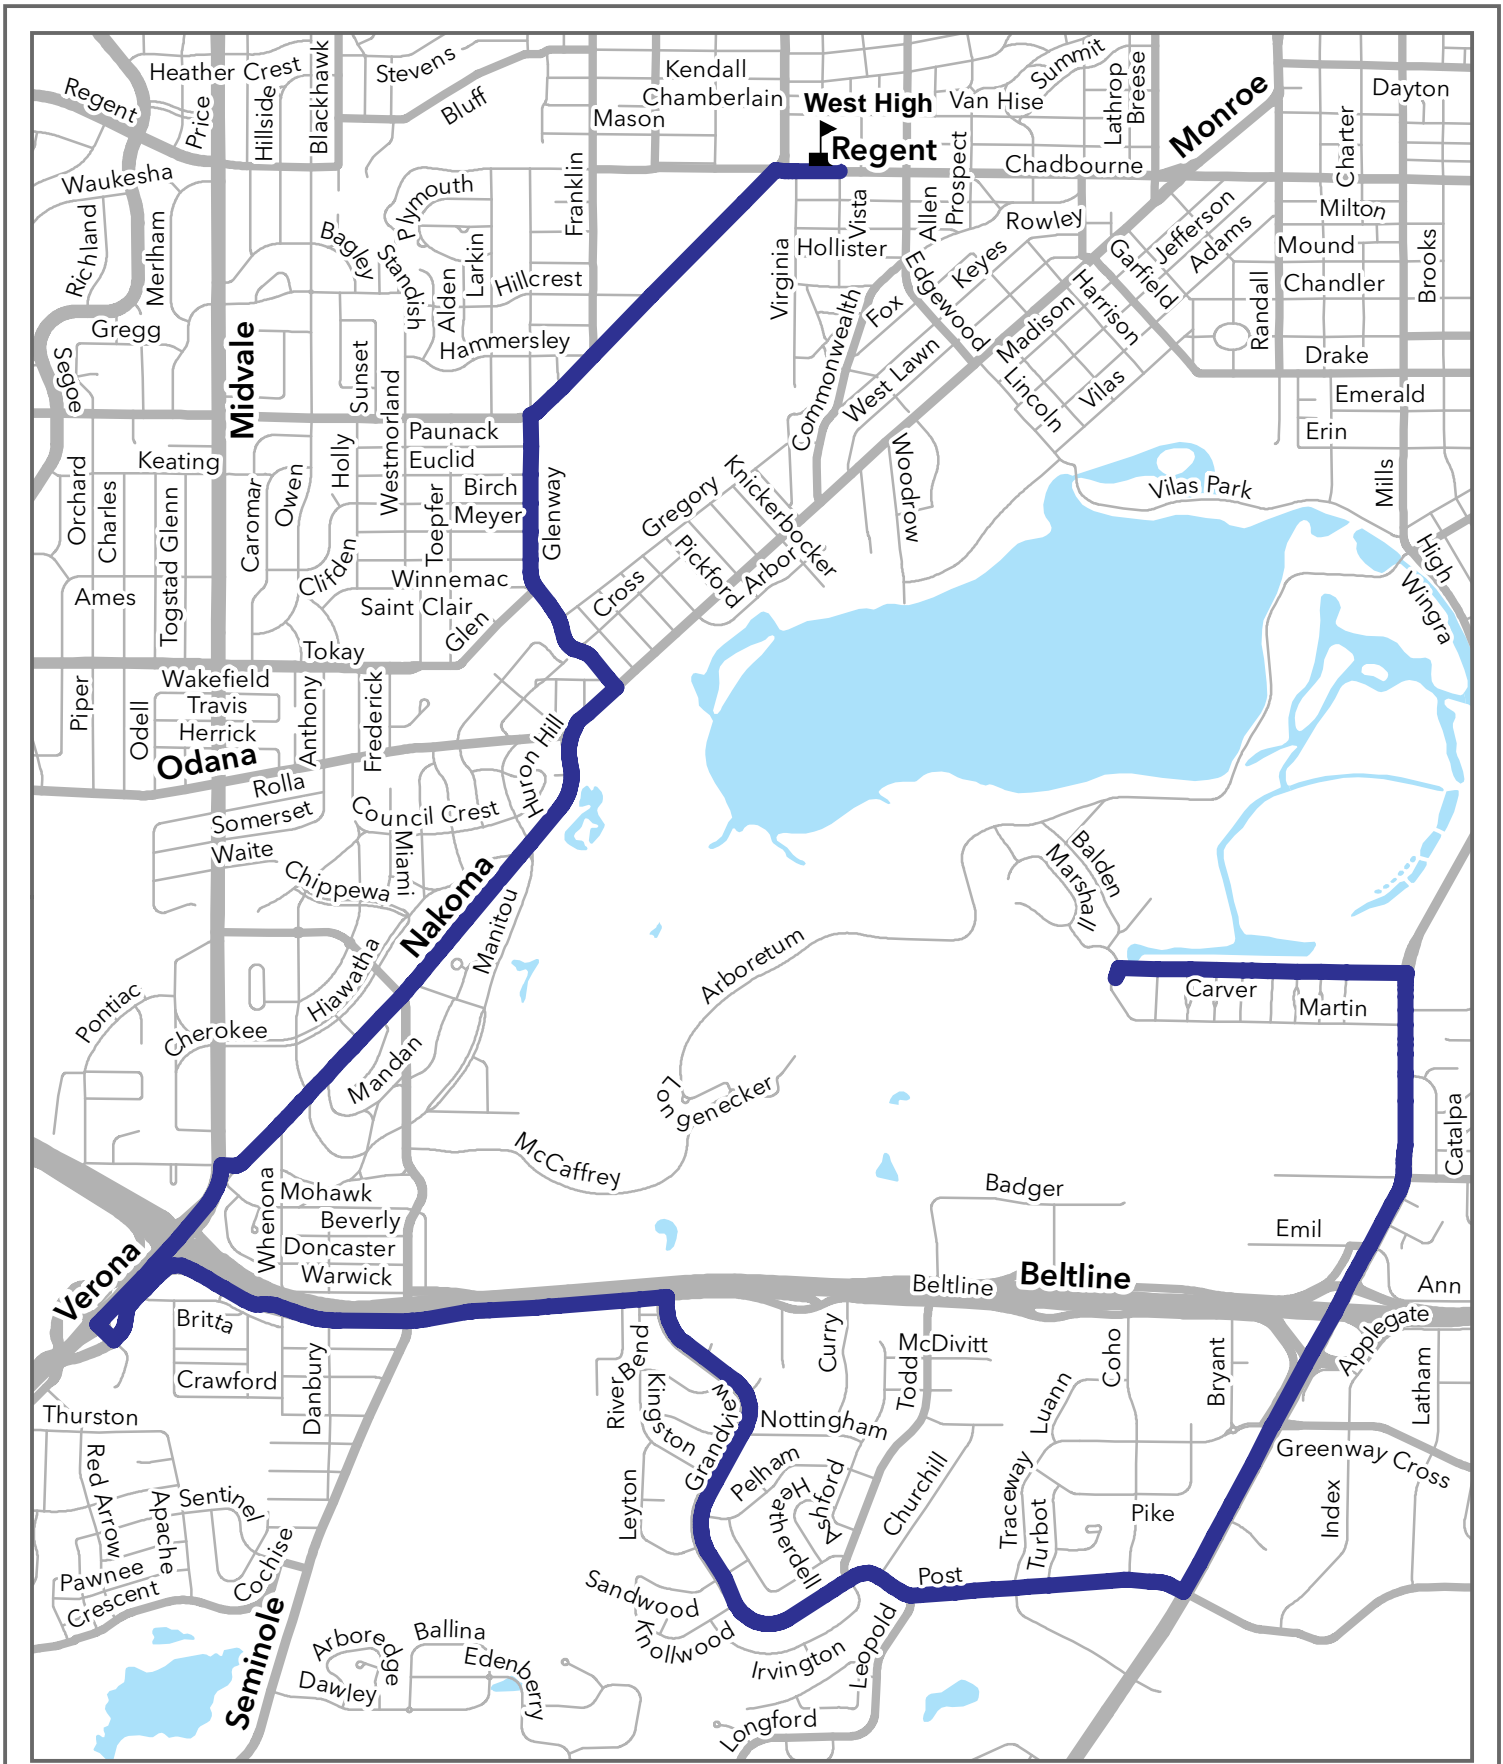 Regent
Heather Crest
Price
Hillside
Blackhawk
Stevens
Bluff
Kendall
Chamberlain
Mason
West High
Regent
Van Hise
Summit
Lathrop
Breese
Monroe
Dayton
Charter
Chadbourne
Waukesha
Richland
Merlham
Plymouth
Franklin
Bagley
Standish
Alden
Larkin
Hillcrest
Hammersley
Virginia
Vista
Hollister
Allen
Prospect
Rowley
Keyes
Edgewood
Commonwealth
Fox
West Lawn
Madison
Harrison
Garfield
Jefferson
Adams
Milton
Mound
Chandler
Randall
Brooks
Drake
Emerald
Erin
Mills
Lincoln
Vilas
Vilas Park
Woodrow
Gregg
Segoe
Midvale
Sunset
Westmorland
Holly
Paunack
Euclid
Birch
Meyer
Toepfer
Glenway
Keating
Orchard
Charles
Togstad Glenn
Caromar
Owen
Clifden
Winnemac
Saint Clair
Glen
Ames
Tokay
Gregory
Knickerbocker
Pickford
Arbor
Cross
High
Wingra
Wakefield
Travis
Herrick
Piper
Odell
Anthony
Frederick
Odana
Rolla
Somerset
Waite
Council Crest
Huron Hill
Miami
Chippewa
Nakoma
Manitou
Hiawatha
Pontiac
Cherokee
Mandan
Arboretum
Longenecker
McCaffrey
Balden
Marshall
Carver
Martin
Catalpa
Whenona
Mohawk
Beverly
Doncaster
Warwick
Verona
Badger
Emil
Beltline
Beltline
Ann
Applegate
Britta
Crawford
Danbury
River Bend
Kingston
Grandview
Curry
McDivitt
Todd
Coho
Luann
Bryant
Latham
Nottingham
Pelham
Heatherdell
Ashford
Churchill
Leyton
Traceway
Turbot
Pike
Greenway Cross
Index
Thurston
Red Arrow
Apache
Sentinel
Cochise
Pawnee
Crescent
Seminole
Sandwood
Knollwood
Irvington
Leopold
Post
Longford
Arboredge
Ballina
Edenberry
Dawley